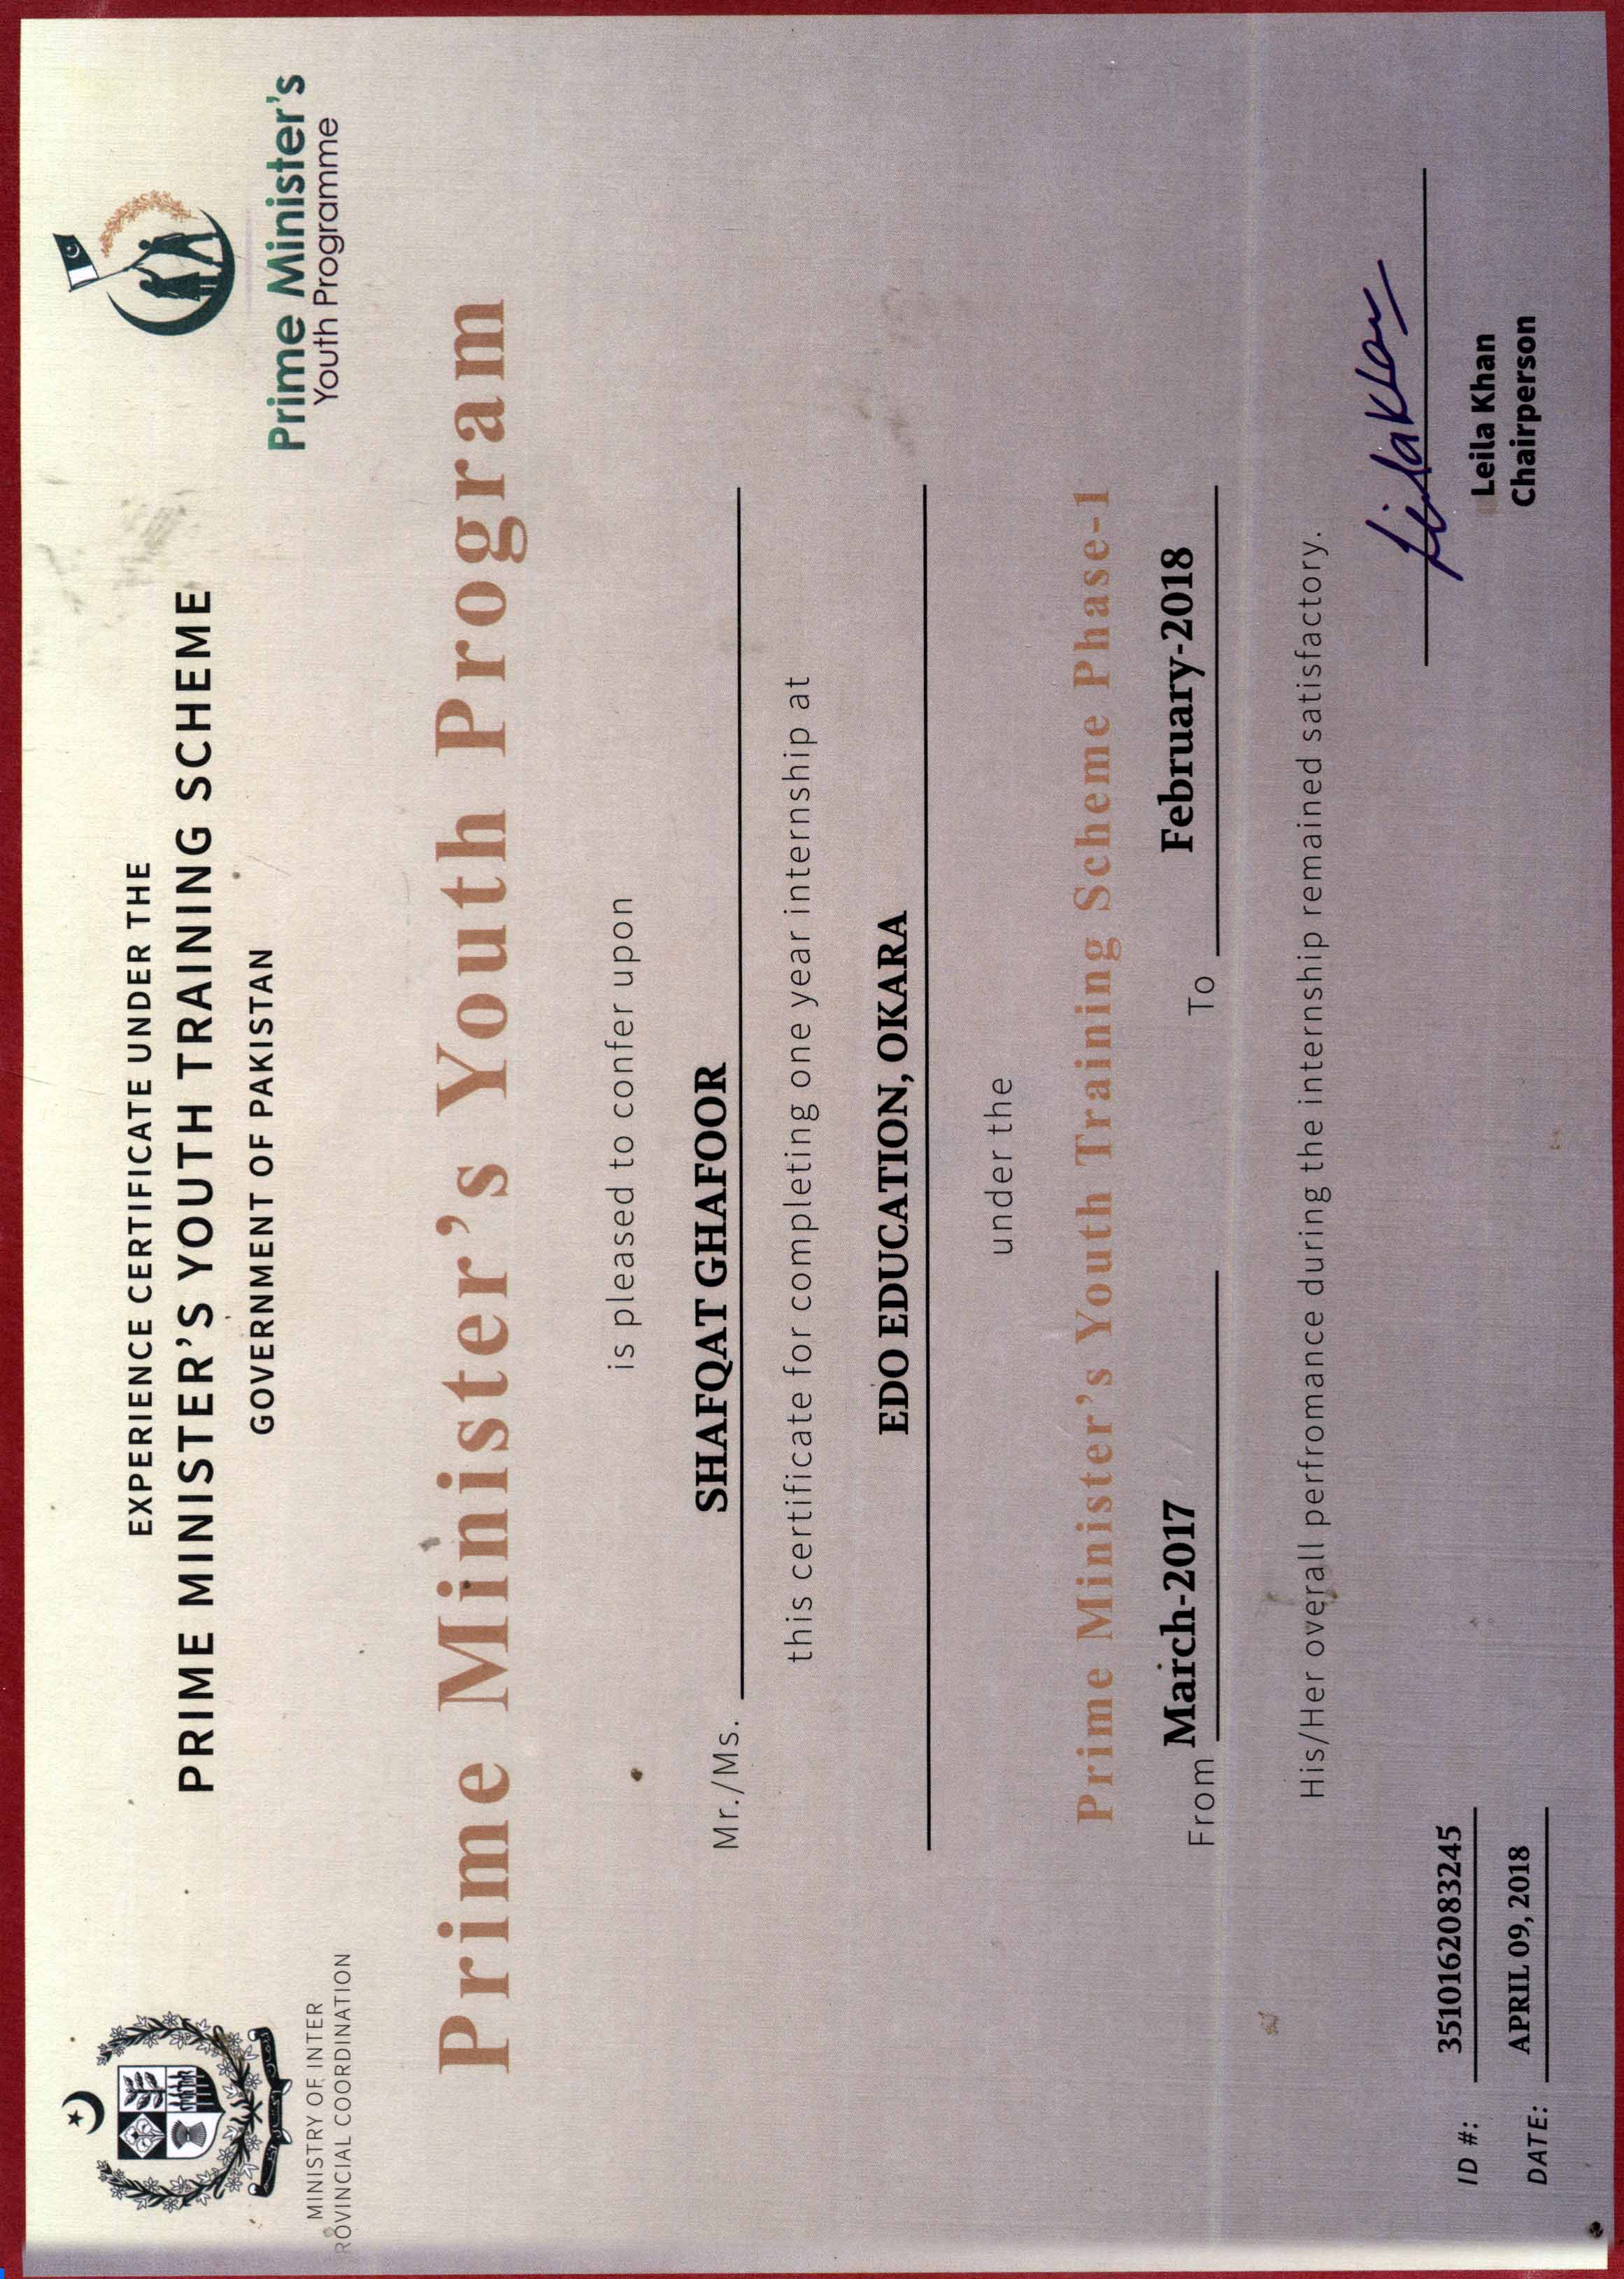 EXPERIENCE CERTIFICATE UNDER THE
PRIME MINISTER'S YOUTH TRAINING SCHEME
GOVERNMENT OF PAKISTAN
MINISTRY OF INTER
PROVINCIAL COORDINATION
Prime Minister's
Youth Programme
Prime Minister's Youth Program
is pleased to confer upon
Mr./Ms. SHAFQAT GHAFOOR
this certificate for completing one year internship at
EDO EDUCATION, OKARA
under the
Prime Minister's Youth Training Scheme Phase-1
From March-2017 To February-2018
His/Her overall perfromance during the internship remained satisfactory.
ID #: 3510162083245
DATE: APRIL 09, 2018
Leila Khan
Leila Khan
Chairperson